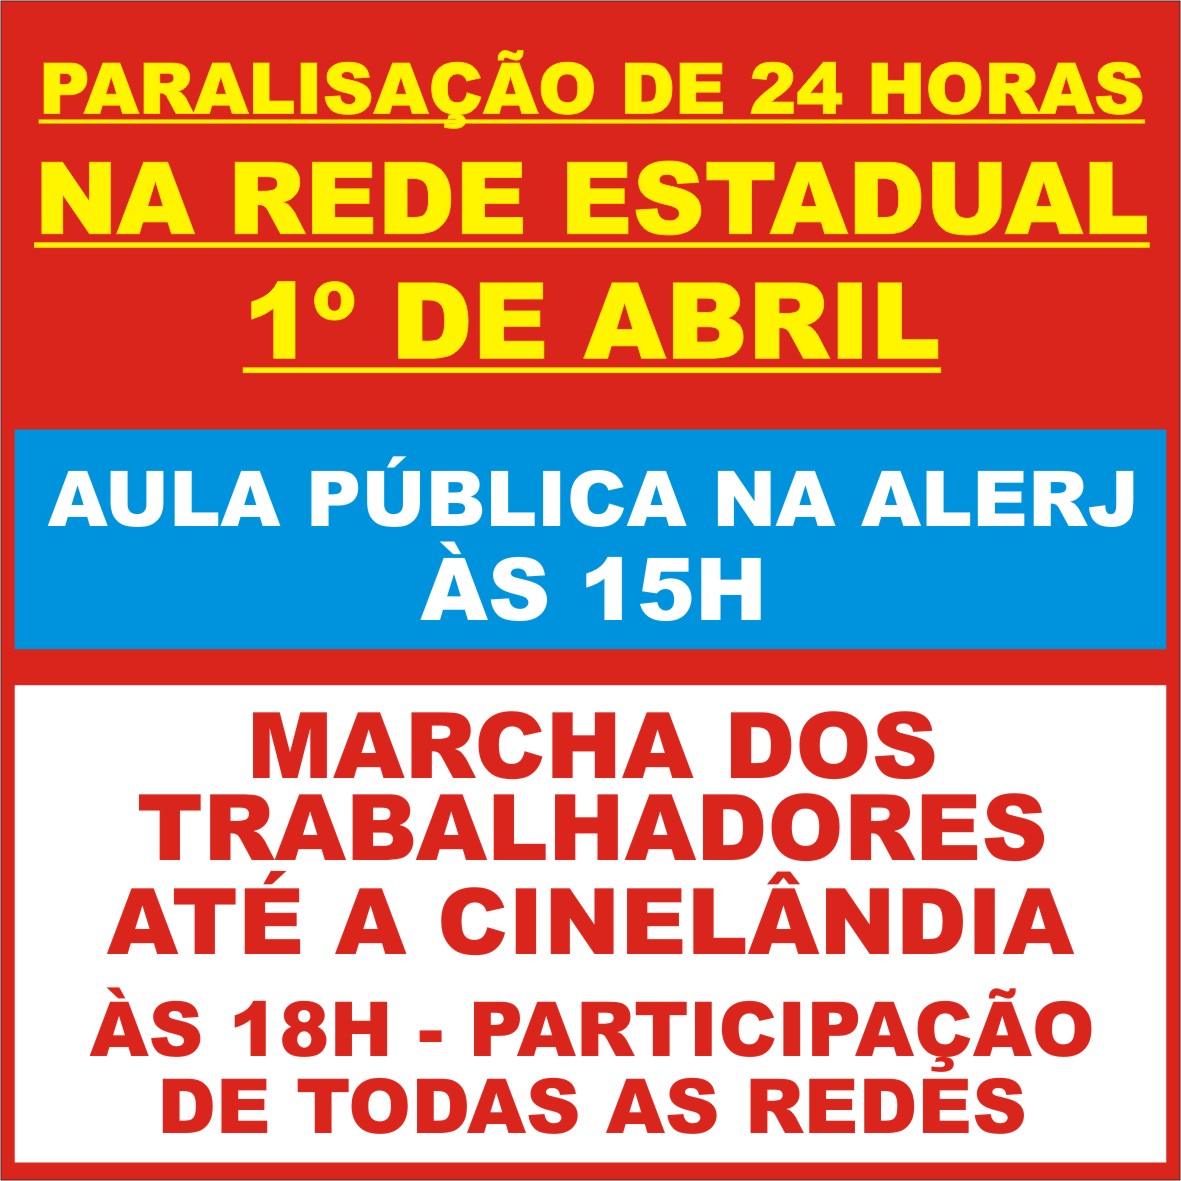 PARALISAÇÃO DE 24 HORAS
NA REDE ESTADUAL
1º DE ABRIL
AULA PÚBLICA NA ALERJ
ÀS 15H
MARCHA DOS
TRABALHADORES
ATÉ A CINELÂNDIA
ÀS 18H - PARTICIPAÇÃO
DE TODAS AS REDES